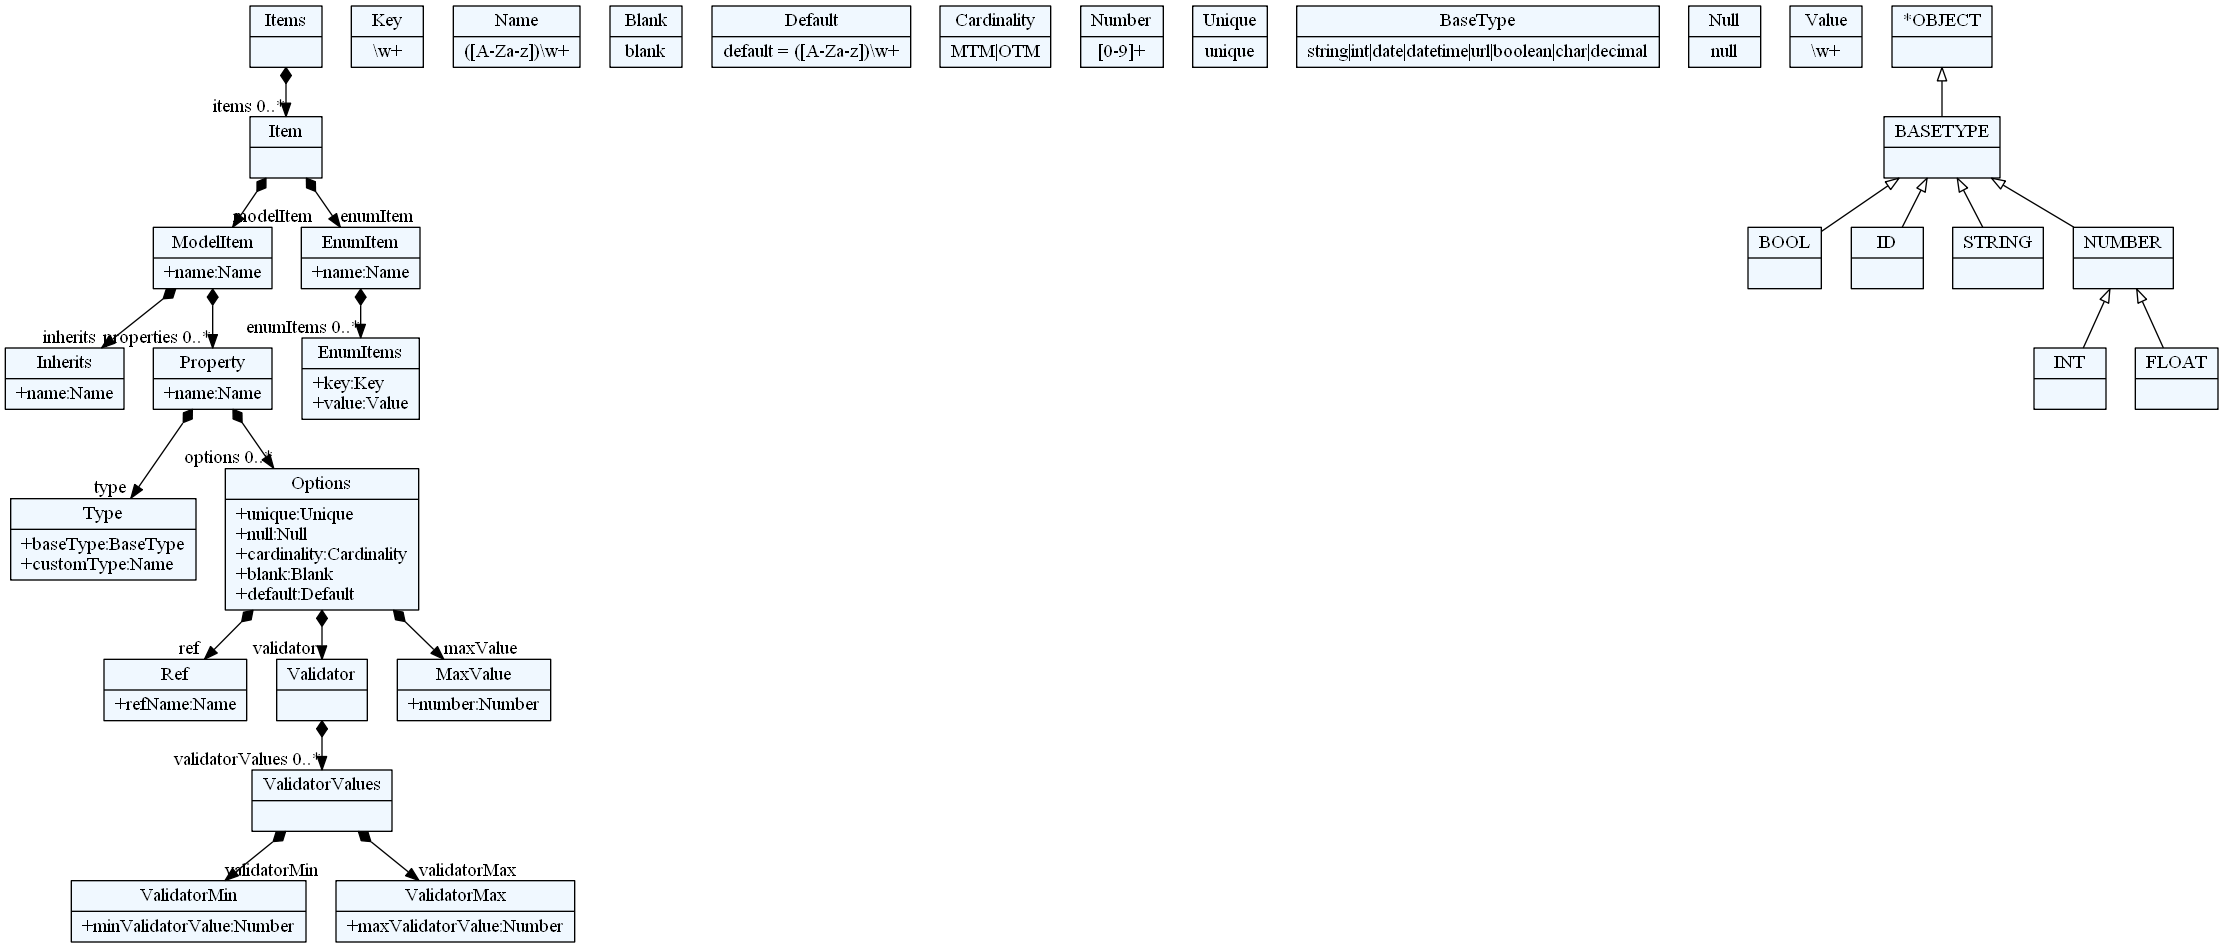 Items
Key
\w+
Name
([A-Za-z])\w+
Blank
blank
Default
default = ([A-Za-z])\w+
Cardinality
MTM|OTM
Number
[0-9]+
Unique
unique
BaseType
string|int|date|datetime|url|boolean|char|decimal
Null
null
Value
\w+
*OBJECT
items 0..*
Item
BASETYPE
modelItem
enumItem
ModelItem
+name:Name
EnumItem
+name:Name
BOOL
ID
STRING
NUMBER
inherits
properties 0..*
enumItems 0..*
Inherits
+name:Name
Property
+name:Name
EnumItems
+key:Key
+value:Value
INT
FLOAT
type
options 0..*
Type
+baseType:BaseType
+customType:Name
Options
+unique:Unique
+null:Null
+cardinality:Cardinality
+blank:Blank
+default:Default
ref
validator
maxValue
Ref
+refName:Name
Validator
MaxValue
+number:Number
validatorValues 0..*
ValidatorValues
validatorMin
validatorMax
ValidatorMin
+minValidatorValue:Number
ValidatorMax
+maxValidatorValue:Number